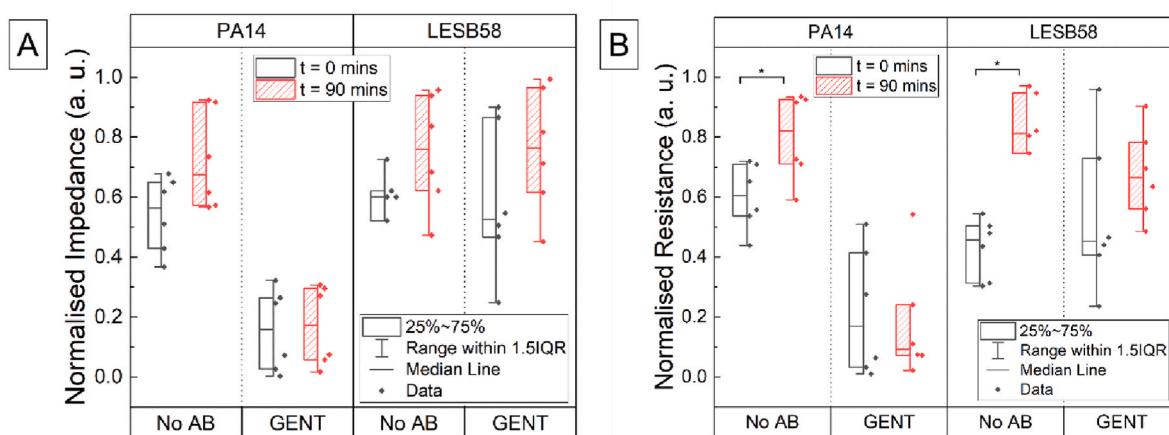 A
PA14
LESB58
t = 0 mins
t = 90 mins
Normalised Impedance (a. u.)
1.0
0.8
0.6
0.4
0.2
0.0
25%~75%
Range within 1.5IQR
Median Line
Data
No AB
GENT
No AB
GENT
B
PA14
LESB58
*
*
t = 0 mins
t = 90 mins
Normalised Resistance (a. u.)
1.0
0.8
0.6
0.4
0.2
0.0
25%~75%
Range within 1.5IQR
Median Line
Data
No AB
GENT
No AB
GENT